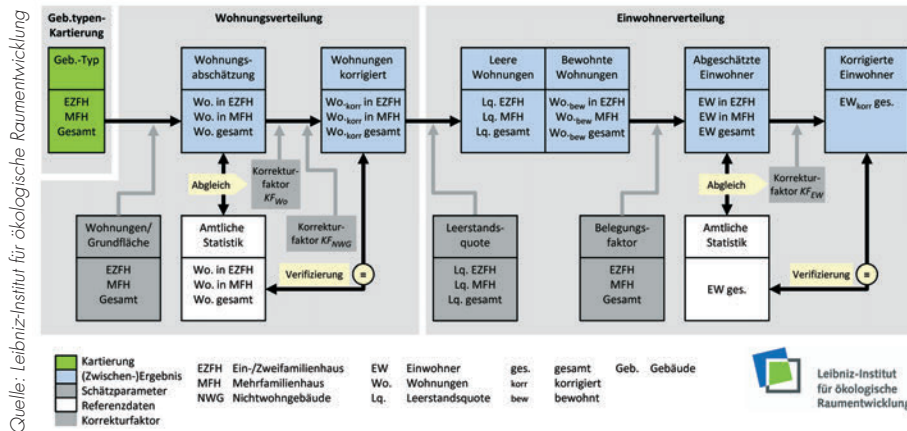 Quelle: Leibniz-Institut für ökologische Raumentwicklung
Geb.typen-
Kartierung
Wohnungsverteilung
Einwohnerverteilung
Geb.-Typ
EZFH
MFH
Gesamt
Wohnungs-
abschätzung
Wo. in EZFH
Wo. in MFH
Wo. gesamt
Wohnungen
korrigiert
Wo.korr in EZFH
Wo.korr in MFH
Wo.korr gesamt
Leere
Wohnungen
Lq. EZFH
Lq. MFH
Lq. gesamt
Bewohnte
Wohnungen
Wo.bew in EZFH
Wo.bew MFH
Wo.bew gesamt
Abgeschätzte
Einwohner
EW in EZFH
EW in MFH
EW gesamt
Korrigierte
Einwohner
EWkorr ges.
Abgleich
Korrektur-
faktor
KFWo
Korrektur-
faktor KFNWG
Abgleich
Korrektur-
faktor KFEW
Wohnungen/
Grundfläche
EZFH
MFH
Gesamt
Amtliche
Statistik
Wo. in EZFH
Wo. in MFH
Wo. gesamt
Verifizierung
=
Leerstands-
quote
Lq. EZFH
Lq. MFH
Lq. gesamt
Belegungs-
faktor
EZFH
MFH
Gesamt
Amtliche
Statistik
EW ges.
Verifizierung
=
Kartierung
(Zwischen-)Ergebnis
Schätzparameter
Referenzdaten
Korrekturfaktor
EZFH Ein-/Zweifamilienhaus EW Einwohner ges. gesamt Geb. Gebäude
MFH Mehrfamilienhaus Wo. Wohnungen korr korrigiert
NWG Nichtwohngebäude Lq. Leerstandsquote bew bewohnt
Leibniz-Institut
für ökologische
Raumentwicklung